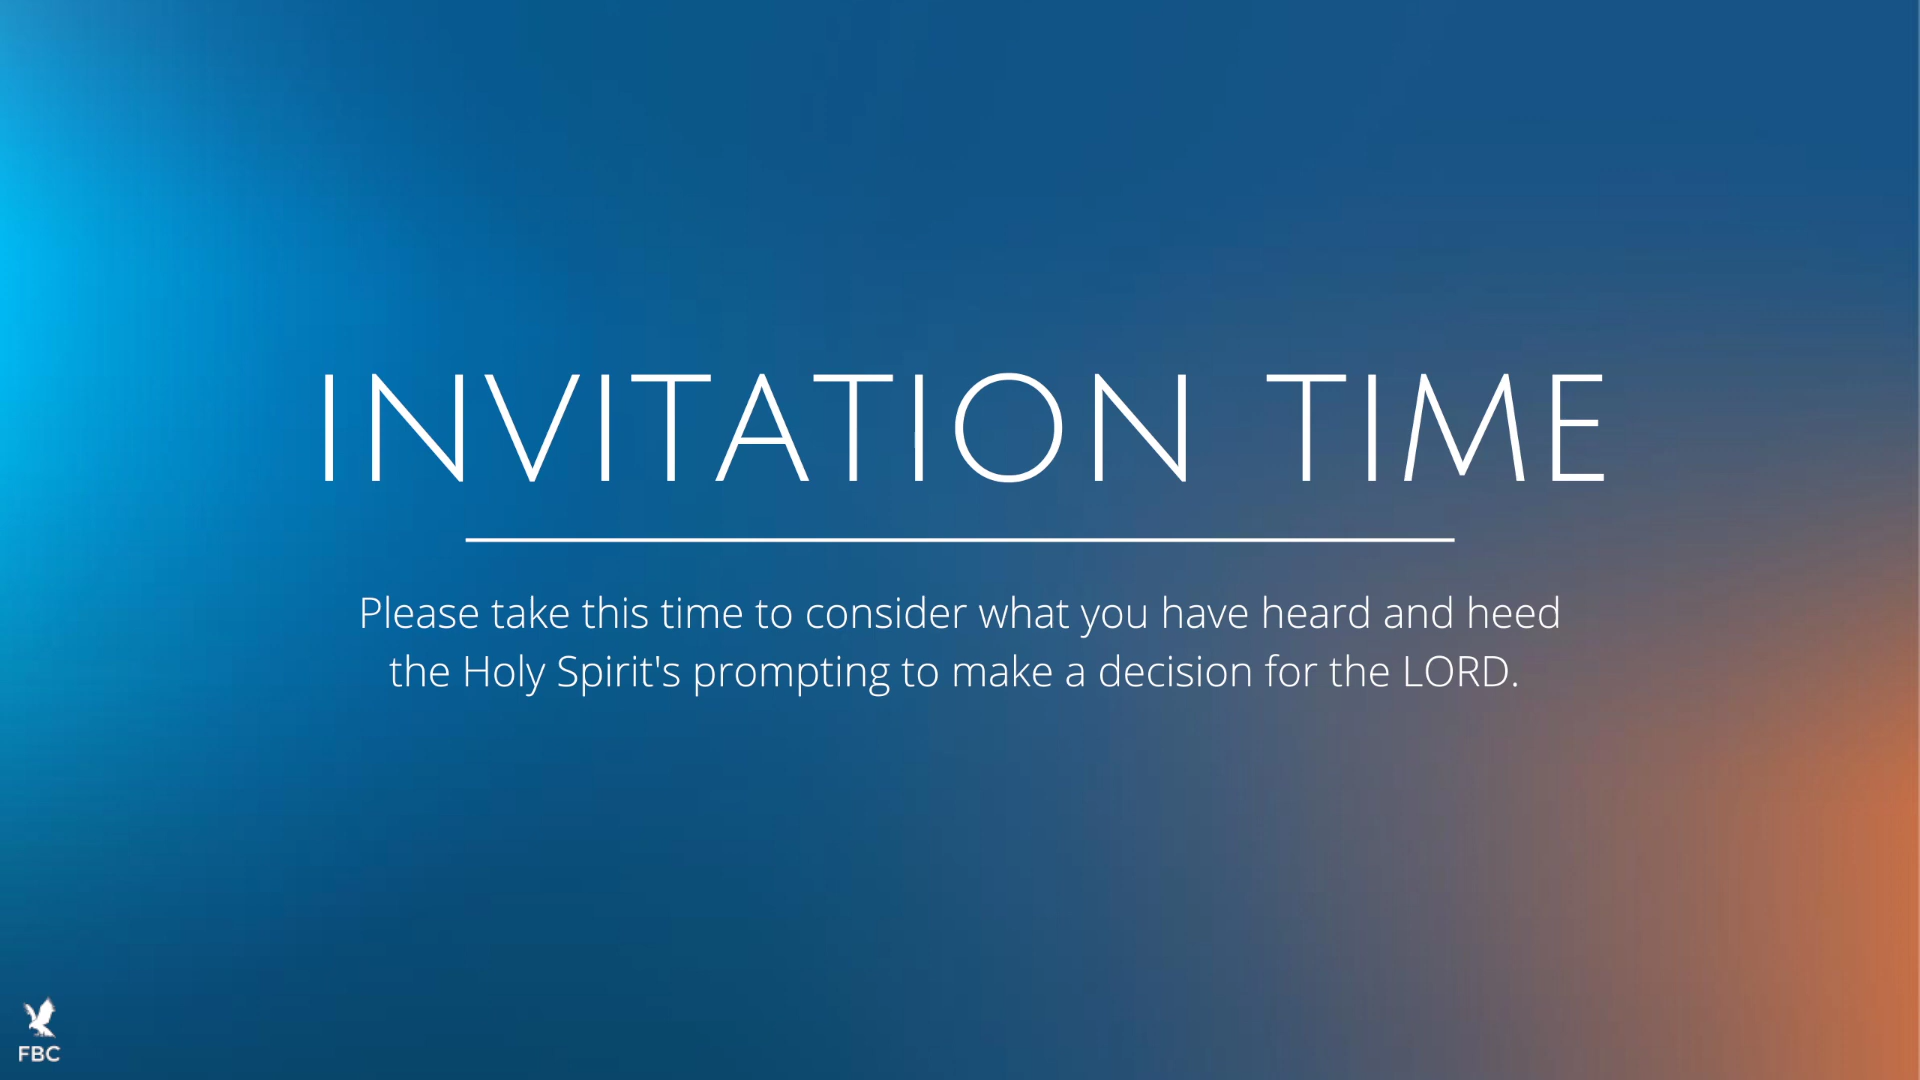 INVITATION TIME
Please take this time to consider what you have heard and heed
the Holy Spirit's prompting to make a decision for the LORD.
FBC